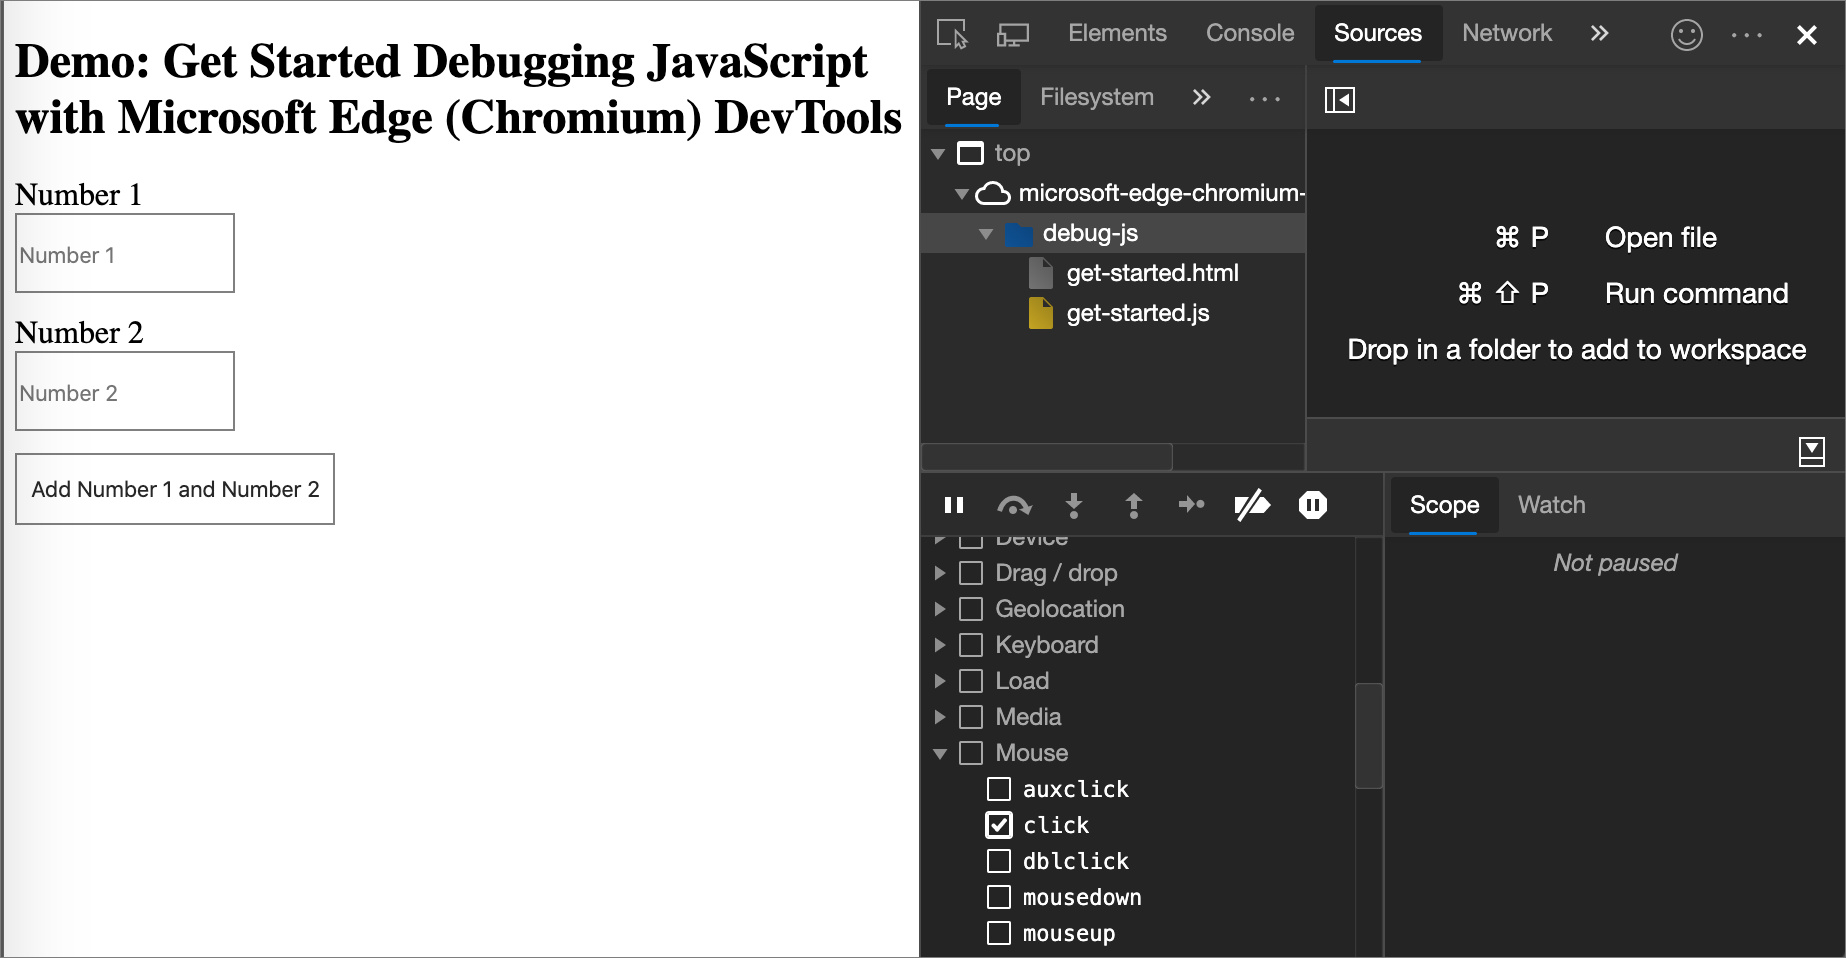 Demo: Get Started Debugging JavaScript
with Microsoft Edge (Chromium) DevTools
Number 1
Number 1
Number 2
Number 2
Add Number 1 and Number 2
Elements Console Sources Network
Page Filesystem
top
microsoft-edge-chromium-
debug-js
get-started.html
get-started.js
⌘ P Open file
⌘ ⇧ P Run command
Drop in a folder to add to workspace
Device
Drag / drop
Geolocation
Keyboard
Load
Media
Mouse
auxclick
click
dblclick
mousedown
mouseup
Scope Watch
Not paused